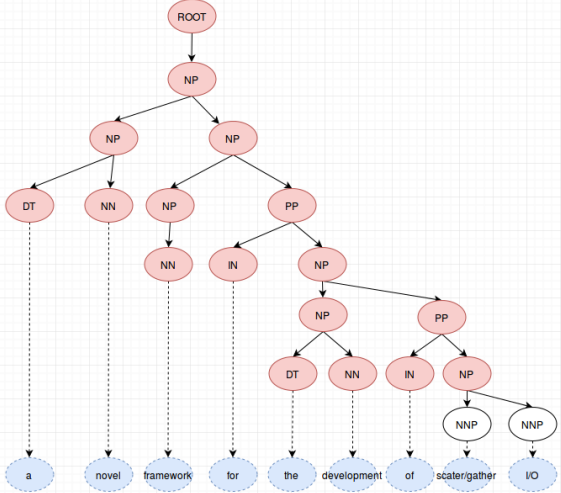 ROOT
NP
NP NP
DT NN NP PP
NN IN NP
NP PP
DT NN IN NP
NNP NNP
a novel framework for the development of scater/gather I/O